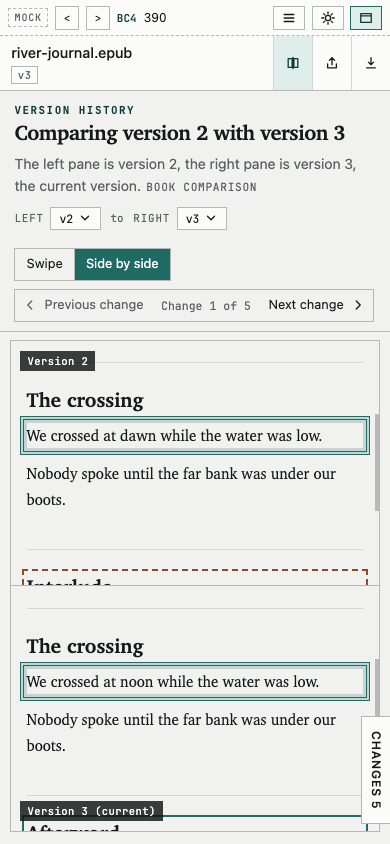 MOCK < > BC4 390
river-journal.epub
v3
VERSION HISTORY
Comparing version 2 with version 3
The left pane is version 2, the right pane is version 3,
the current version. BOOK COMPARISON
LEFT v2 to RIGHT v3
Swipe Side by side
Previous change Change 1 of 5 Next change
Version 2
The crossing
We crossed at dawn while the water was low.
Nobody spoke until the far bank was under our
boots.
Interlude
The crossing
We crossed at noon while the water was low.
Nobody spoke until the far bank was under our
boots.
CHANGES 5
Version 3 (current)
Afterword